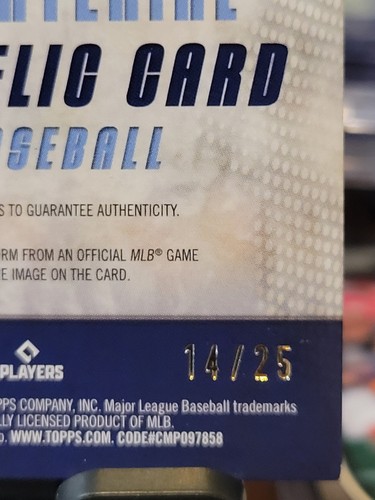 FLIC CARD
ASEBALL
S TO GUARANTEE AUTHENTICITY.
RM FROM AN OFFICIAL MLB® GAME
E IMAGE ON THE CARD.
PLAYERS
14/25
PPS COMPANY, INC. Major League Baseball trademarks
LLY LICENSED PRODUCT OF MLB.
o. WWW.TOPPS.COM. CODE#CMP097858